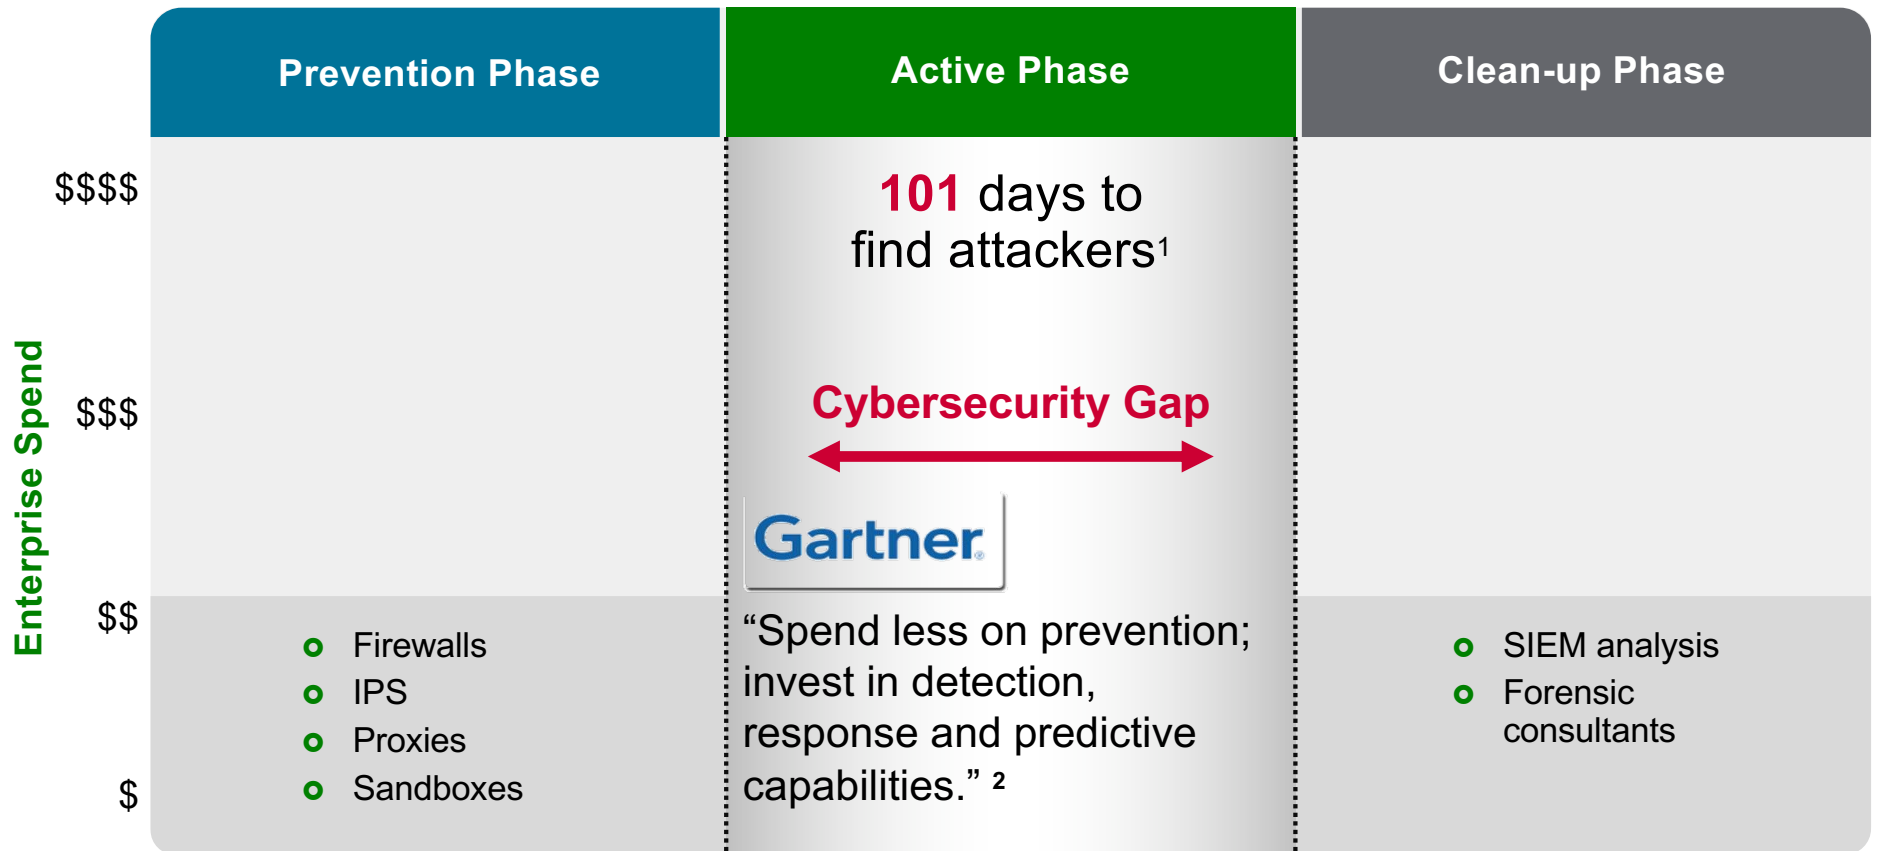 Prevention Phase
Active Phase
Clean-up Phase
Enterprise Spend
$$$$
$$$
$$
$
Firewalls
IPS
Proxies
Sandboxes
101 days to
find attackers1
Cybersecurity Gap
Gartner®
“Spend less on prevention;
invest in detection,
response and predictive
capabilities.” 2
SIEM analysis
Forensic
consultants